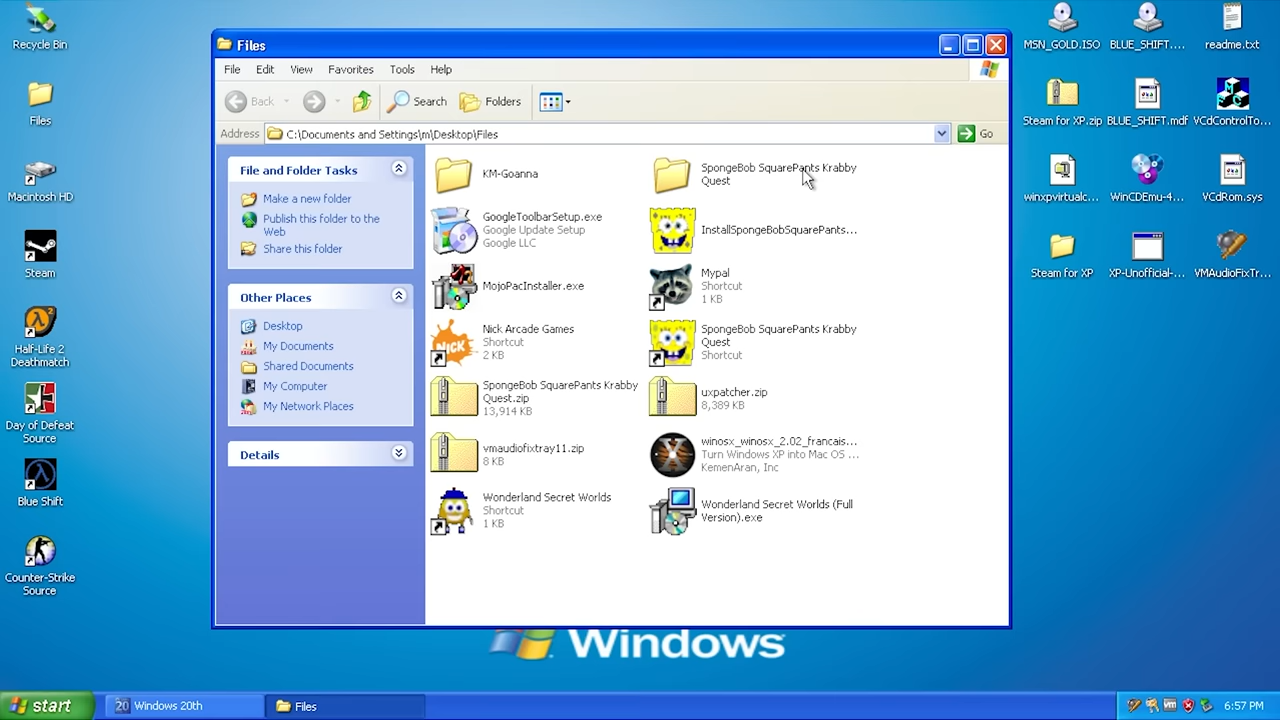 Recycle Bin
Files
Macintosh HD
Steam
Half-Life 2
Deathmatch
Day of Defeat
Source
Blue Shift
Counter-Strike
Source
Files
File Edit View Favorites Tools Help
Back Search Folders
Address C:\Documents and Settings\m\Desktop\Files Go
File and Folder Tasks
Make a new folder
Publish this folder to the
Web
Share this folder
Other Places
Desktop
My Documents
Shared Documents
My Computer
My Network Places
Details
KM-Goanna
SpongeBob SquarePants Krabby
Quest
GoogleToolbarSetup.exe
Google Update Setup
Google LLC
InstallSpongeBobSquarePants...
MojoPacInstaller.exe
Mypal
Shortcut
1 KB
Nick Arcade Games
Shortcut
2 KB
NICK
SpongeBob SquarePants Krabby
Quest
Shortcut
SpongeBob SquarePants Krabby
Quest.zip
13,914 KB
uxpatcher.zip
8,389 KB
vmaudiofixtray11.zip
8 KB
winosx_winosx_2.02_francais...
Turn Windows XP into Mac OS ...
KemenAran, Inc
Wonderland Secret Worlds
Shortcut
1 KB
Wonderland Secret Worlds (Full
Version).exe
MSN_GOLD.ISO
BLUE_SHIFT....
readme.txt
Steam for XP.zip
BLUE_SHIFT.mdf
VCdControlTo...
winxpvirtualc...
WinCDEmu-4...
VCdRom.sys
Steam for XP
XP-Unofficial-...
VMAudioFixTr...
Windows
start
20 Windows 20th
Files
6:57 PM